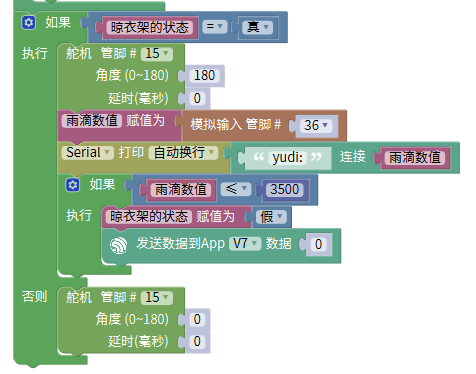 如果 晾衣架的状态 = 真
执行 舵机 管脚 # 15
角度 (0~180) 180
延时(毫秒) 0
雨滴数值 赋值为 模拟输入 管脚 # 36
Serial 打印 自动换行 “ yudi: ” 连接 雨滴数值
如果 雨滴数值 ≤ 3500
执行 晾衣架的状态 赋值为 假
发送数据到App V7 数据 0
否则 舵机 管脚 # 15
角度 (0~180) 0
延时(毫秒) 0